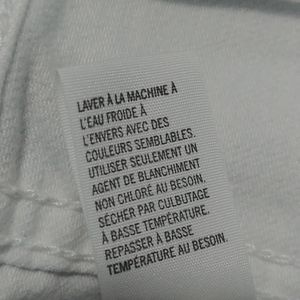 LAVER À LA MACHINE À
L'EAU FROIDE À
L'ENVERS AVEC DES
COULEURS SEMBLABLES.
UTILISER SEULEMENT UN
AGENT DE BLANCHIMENT
NON CHLORÉ AU BESOIN.
SÉCHER PAR CULBUTAGE
À BASSE TEMPÉRATURE.
REPASSER À BASSE
TEMPÉRATURE AU BESOIN.